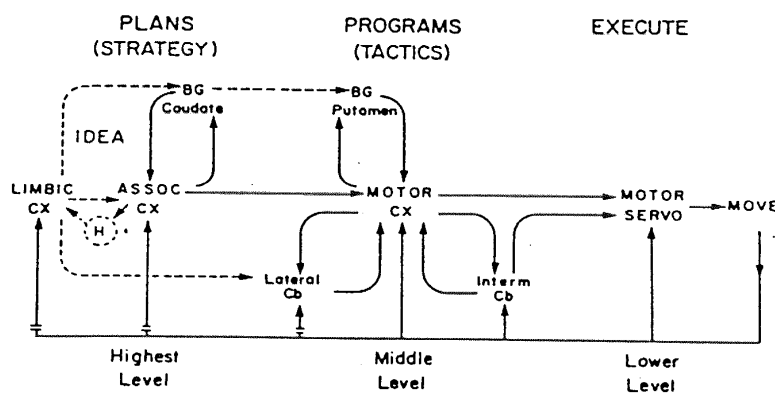 PLANS
(STRATEGY)
PROGRAMS
(TACTICS)
EXECUTE
BG
Caudate
BG
Putamen
IDEA
LIMBIC
CX
ASSOC
CX
H
MOTOR
CX
MOTOR
SERVO
MOVE
Lateral
Cb
Interm
Cb
Highest
Level
Middle
Level
Lower
Level